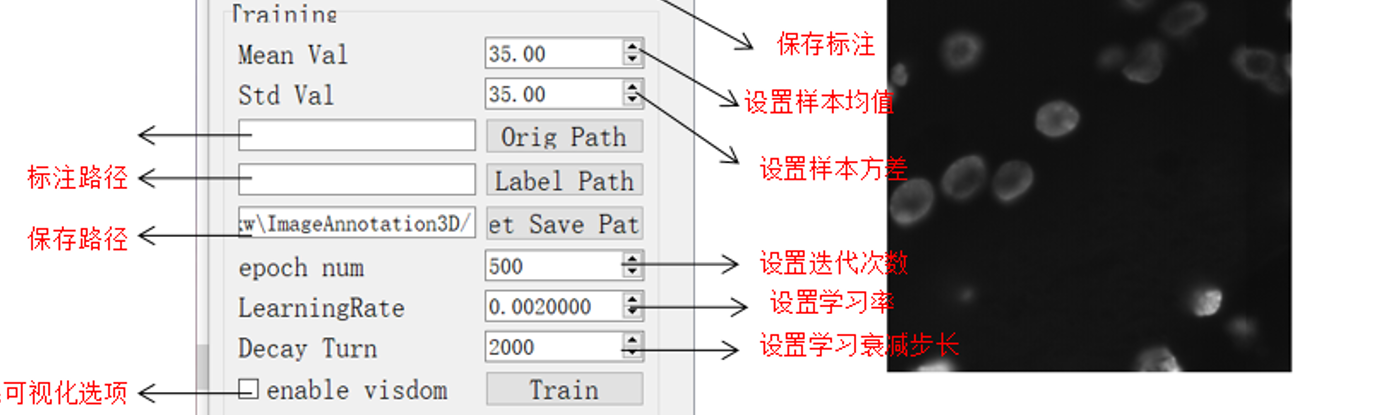 Training
保存标注
Mean Val 35.00
设置样本均值
Std Val 35.00
设置样本方差
Orig Path
标注路径 Label Path
保存路径 w\ImageAnnotation3D/ et Save Pat
epoch num 500 设置迭代次数
LearningRate 0.0020000 设置学习率
Decay Turn 2000 设置学习衰减步长
可视化选项 enable visdom Train